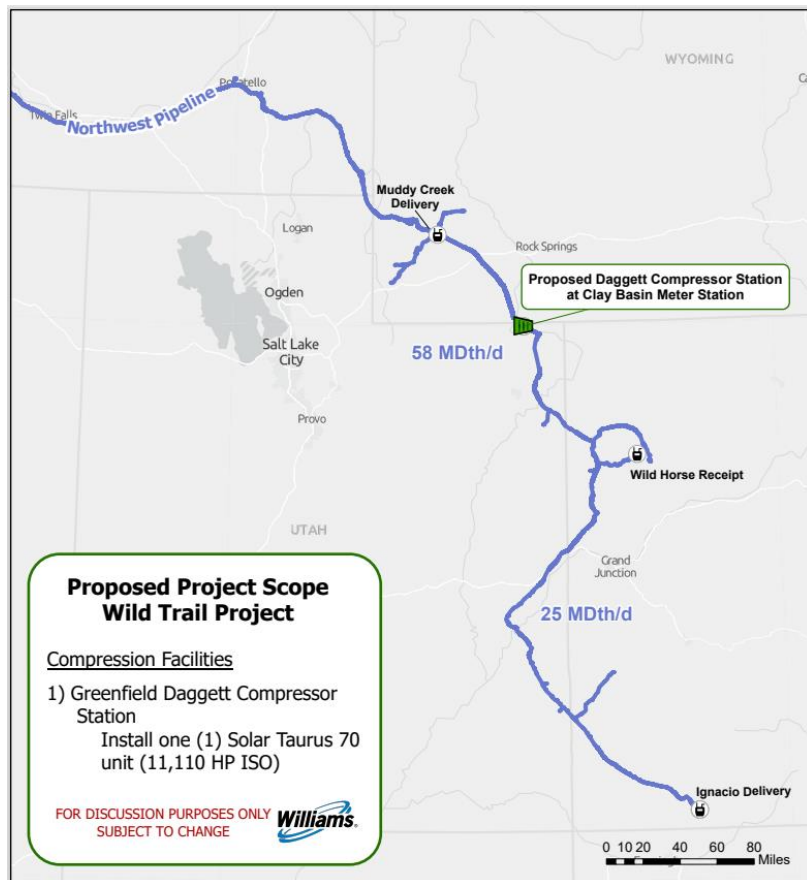 WYOMING
Pocatello
Twin Falls
Northwest Pipeline
Muddy Creek
Delivery
Logan
Rock Springs
Proposed Daggett Compressor Station
at Clay Basin Meter Station
Ogden
Salt Lake
City
58 MDth/d
Provo
Wild Horse Receipt
UTAH
Grand
Junction
25 MDth/d
Proposed Project Scope
Wild Trail Project
Compression Facilities
1) Greenfield Daggett Compressor
Station
Install one (1) Solar Taurus 70
unit (11,110 HP ISO)
FOR DISCUSSION PURPOSES ONLY
SUBJECT TO CHANGE
Williams®
Ignacio Delivery
0 10 20 40 60 80
Miles